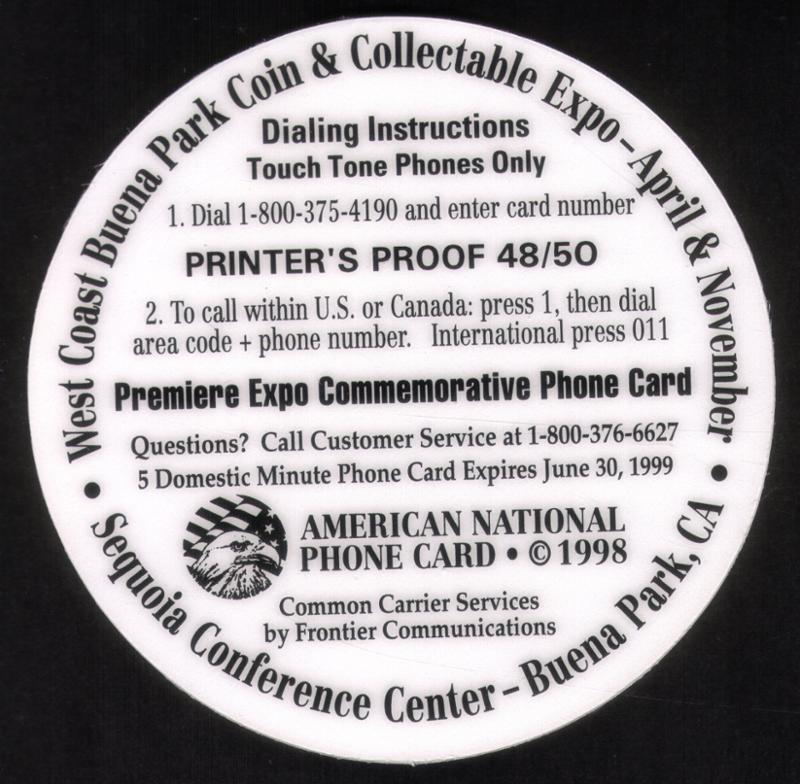 West Coast Buena Park Coin & Collectable Expo – April & November
Dialing Instructions
Touch Tone Phones Only
1. Dial 1-800-375-4190 and enter card number
PRINTER'S PROOF 48/50
2. To call within U.S. or Canada: press 1, then dial
area code + phone number. International press 011
Premiere Expo Commemorative Phone Card
Questions? Call Customer Service at 1-800-376-6627
5 Domestic Minute Phone Card Expires June 30, 1999
AMERICAN NATIONAL
PHONE CARD • © 1998
Common Carrier Services
by Frontier Communications
• Sequoia Conference Center – Buena Park, CA •